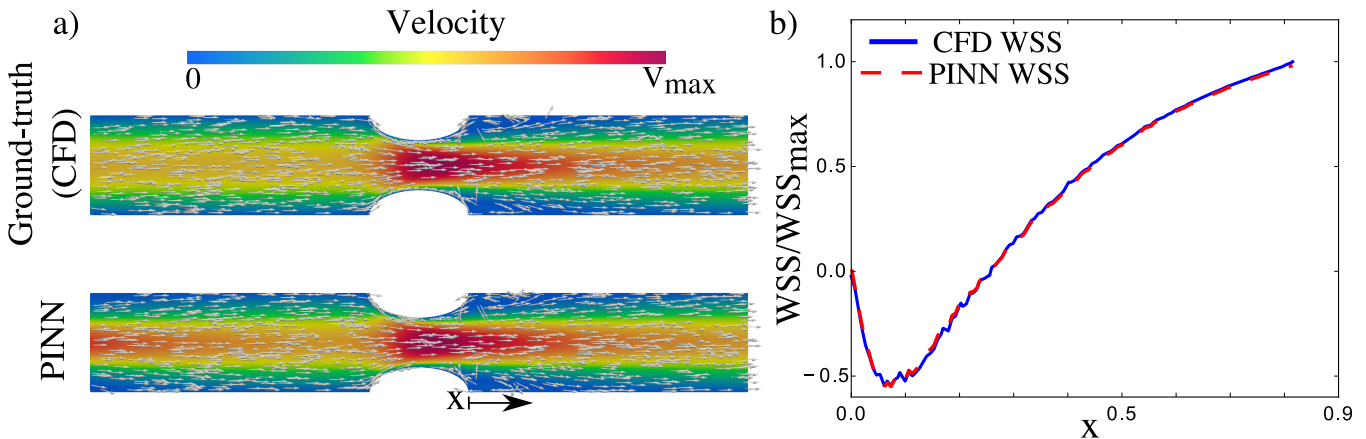 a)
Velocity
0
Vmax
Ground-truth
(CFD)
PINN
x
b)
CFD WSS
PINN WSS
WSS/WSSmax
1.0
0.5
0.0
−0.5
0.0
0.5
0.9
x